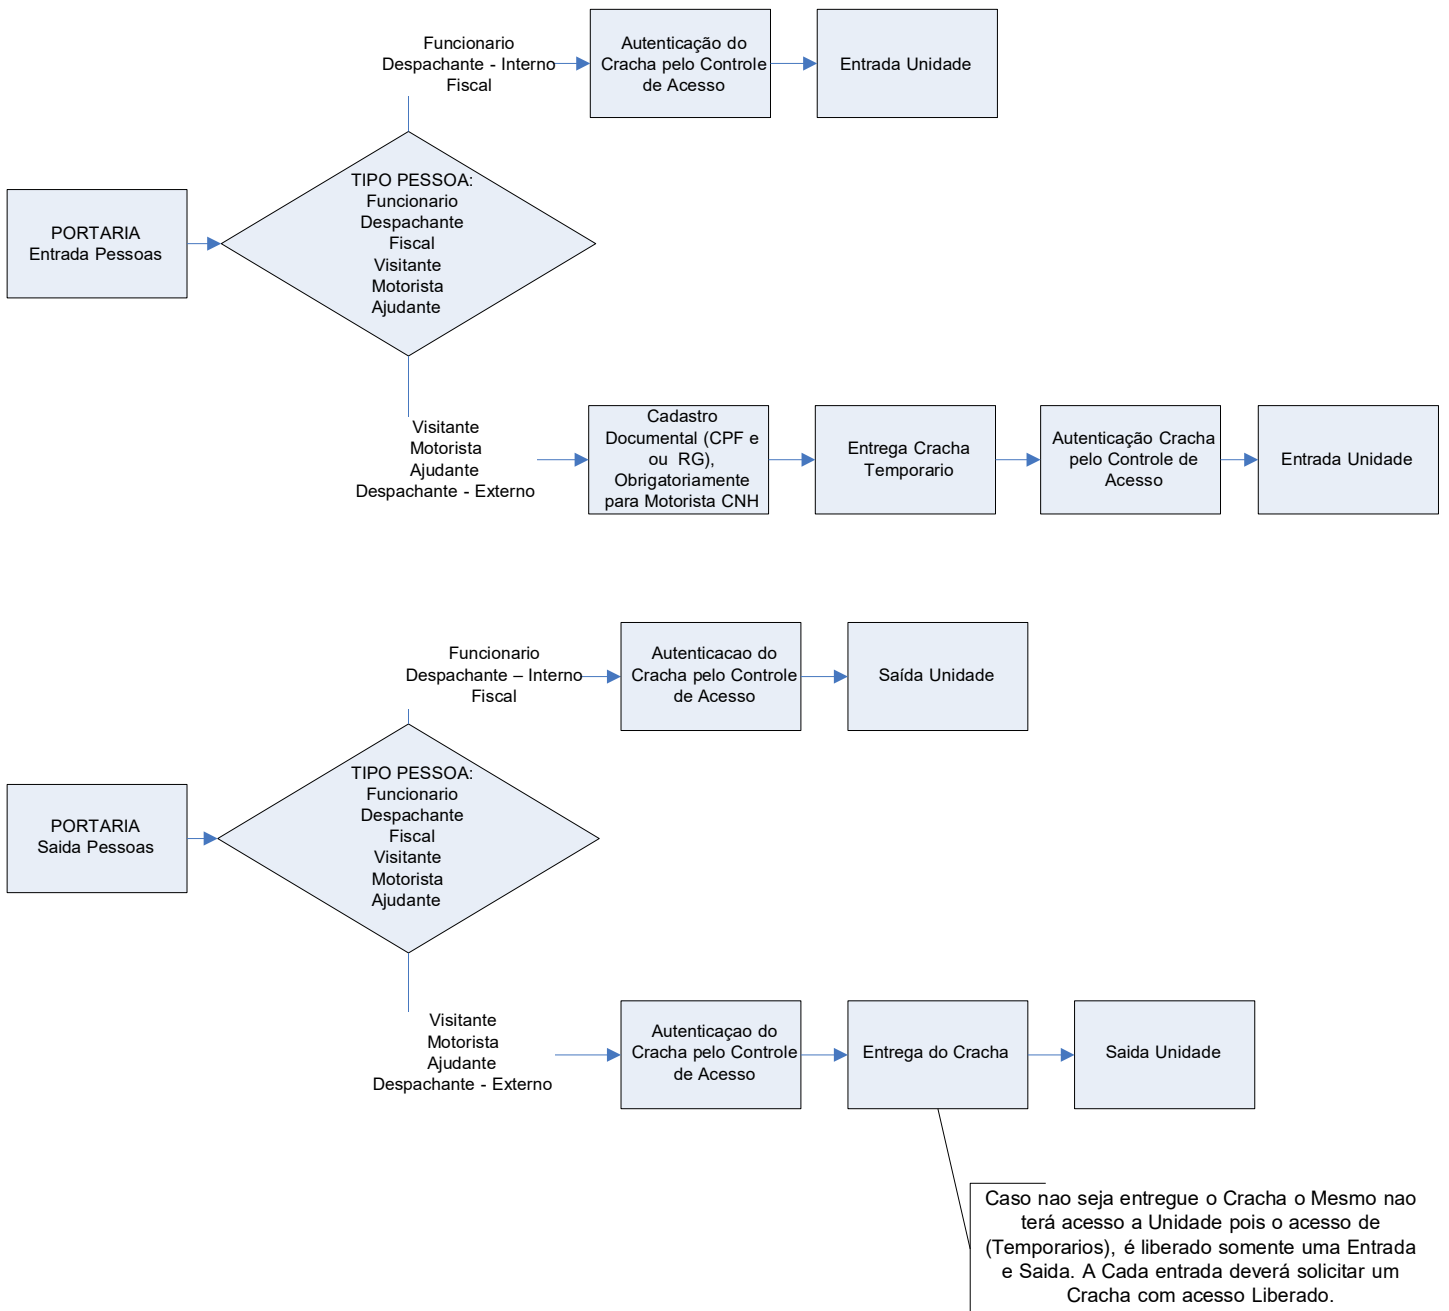 Funcionario
Despachante - Interno
Fiscal
Autenticação do
Cracha pelo Controle
de Acesso
Entrada Unidade
PORTARIA
Entrada Pessoas
TIPO PESSOA:
Funcionario
Despachante
Fiscal
Visitante
Motorista
Ajudante
Visitante
Motorista
Ajudante
Despachante - Externo
Cadastro
Documental (CPF e
ou RG),
Obrigatoriamente
para Motorista CNH
Entrega Cracha
Temporario
Autenticação Cracha
pelo Controle de
Acesso
Entrada Unidade
Funcionario
Despachante – Interno
Fiscal
Autenticacao do
Cracha pelo Controle
de Acesso
Saída Unidade
PORTARIA
Saida Pessoas
TIPO PESSOA:
Funcionario
Despachante
Fiscal
Visitante
Motorista
Ajudante
Visitante
Motorista
Ajudante
Despachante - Externo
Autenticaçao do
Cracha pelo Controle
de Acesso
Entrega do Cracha
Saida Unidade
Caso nao seja entregue o Cracha o Mesmo nao
terá acesso a Unidade pois o acesso de
(Temporarios), é liberado somente uma Entrada
e Saida. A Cada entrada deverá solicitar um
Cracha com acesso Liberado.